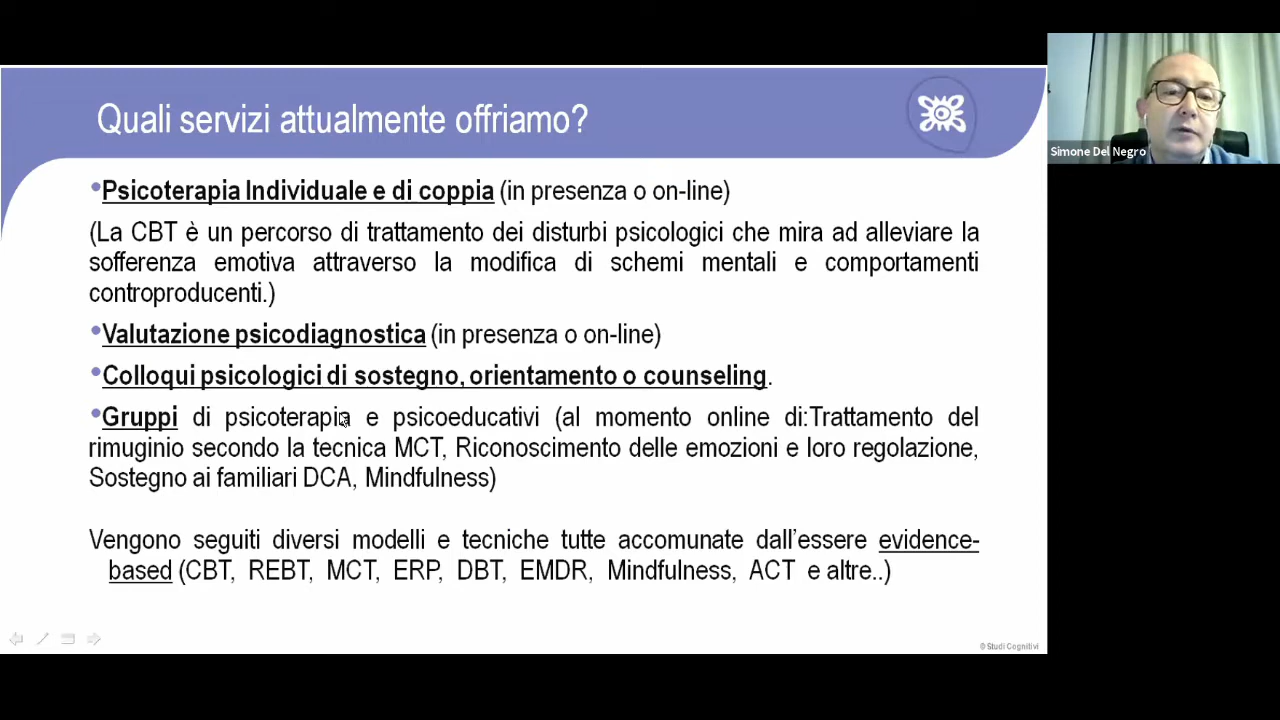 Quali servizi attualmente offriamo?
Simone Del Negro
•Psicoterapia Individuale e di coppia (in presenza o on-line)
(La CBT è un percorso di trattamento dei disturbi psicologici che mira ad alleviare la
sofferenza emotiva attraverso la modifica di schemi mentali e comportamenti
controproducenti.)
•Valutazione psicodiagnostica (in presenza o on-line)
•Colloqui psicologici di sostegno, orientamento o counseling.
•Gruppi di psicoterapia e psicoeducativi (al momento online di:Trattamento del
rimuginio secondo la tecnica MCT, Riconoscimento delle emozioni e loro regolazione,
Sostegno ai familiari DCA, Mindfulness)
Vengono seguiti diversi modelli e tecniche tutte accomunate dall’essere evidence-
based (CBT, REBT, MCT, ERP, DBT, EMDR, Mindfulness, ACT e altre..)
© Studi Cognitivi